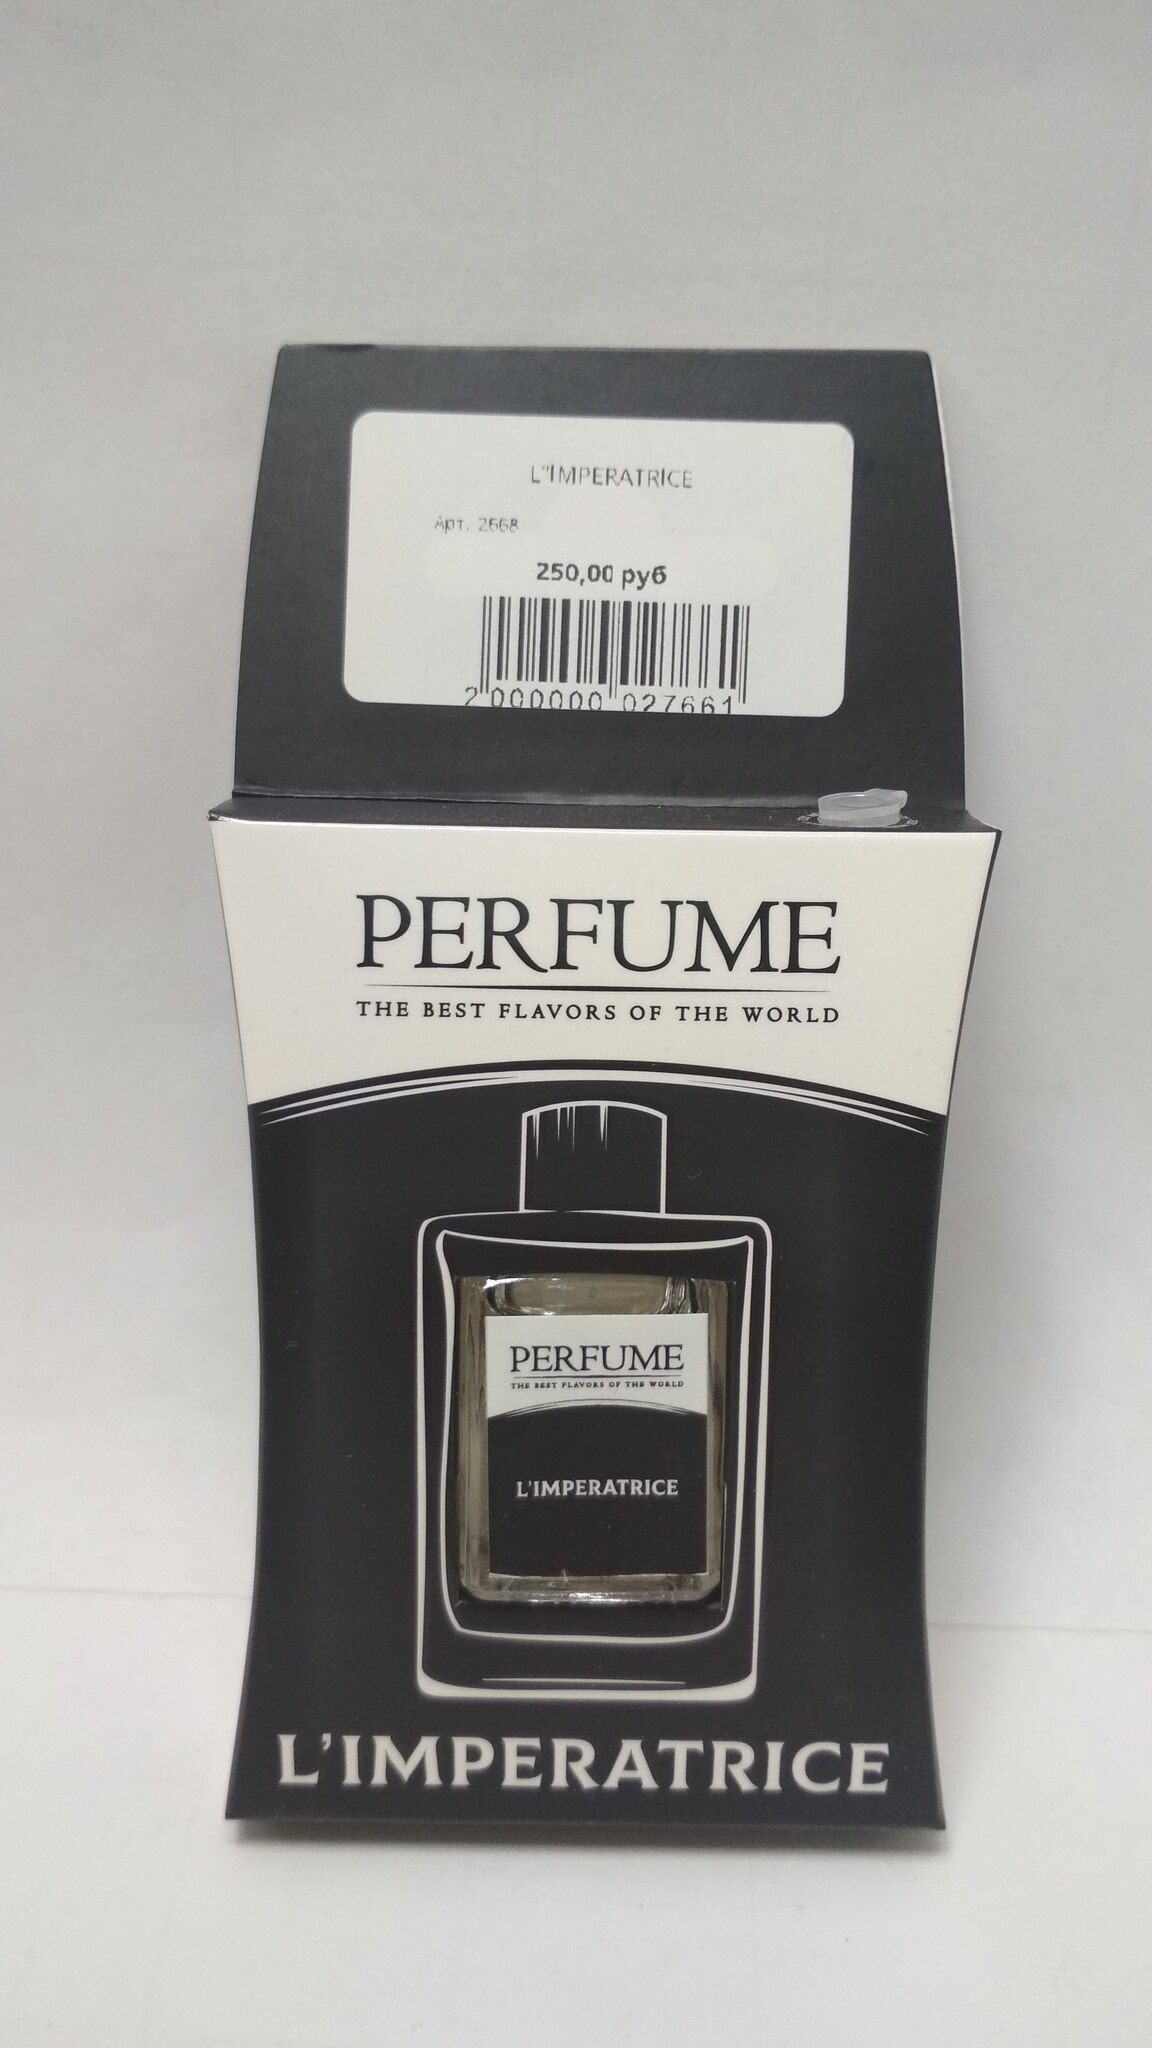 L'IMPERATRICE
Арт. 2668
250,00 руб
2 000000 027661
PERFUME
THE BEST FLAVORS OF THE WORLD
PERFUME
THE BEST FLAVORS OF THE WORLD
L'IMPERATRICE
L'IMPERATRICE